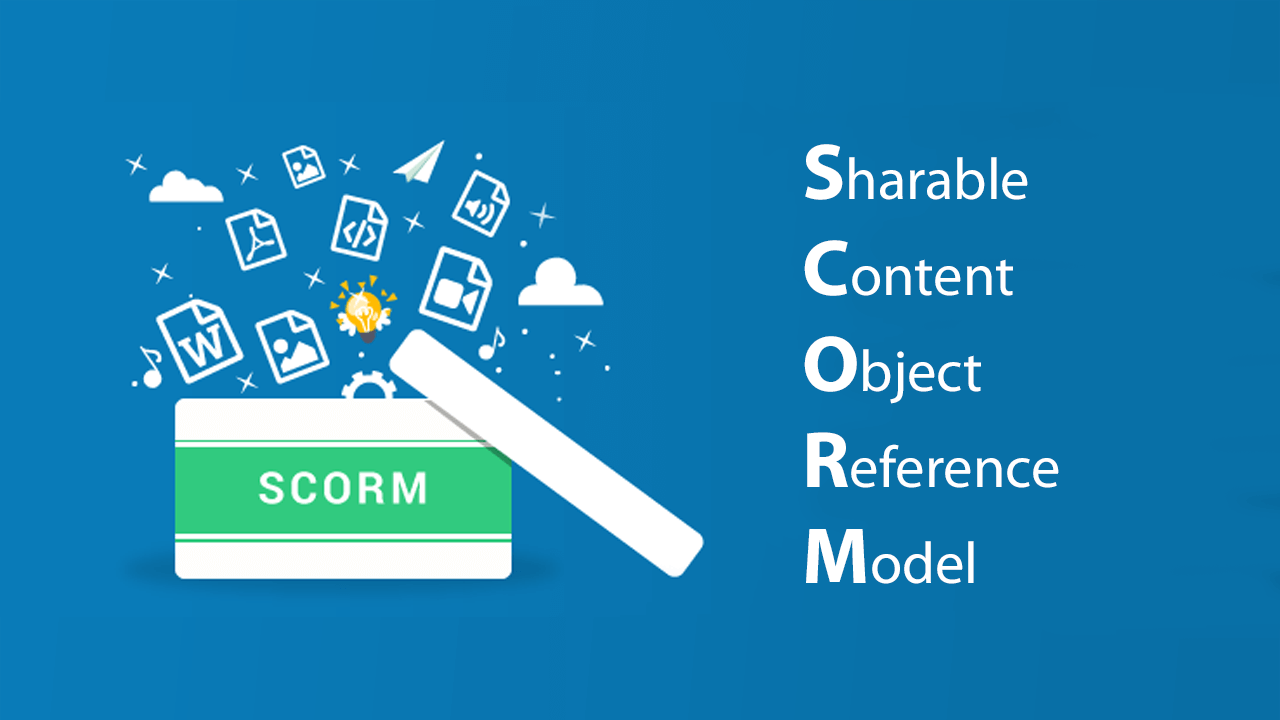 SCORM
W
Sharable
Content
Object
Reference
Model